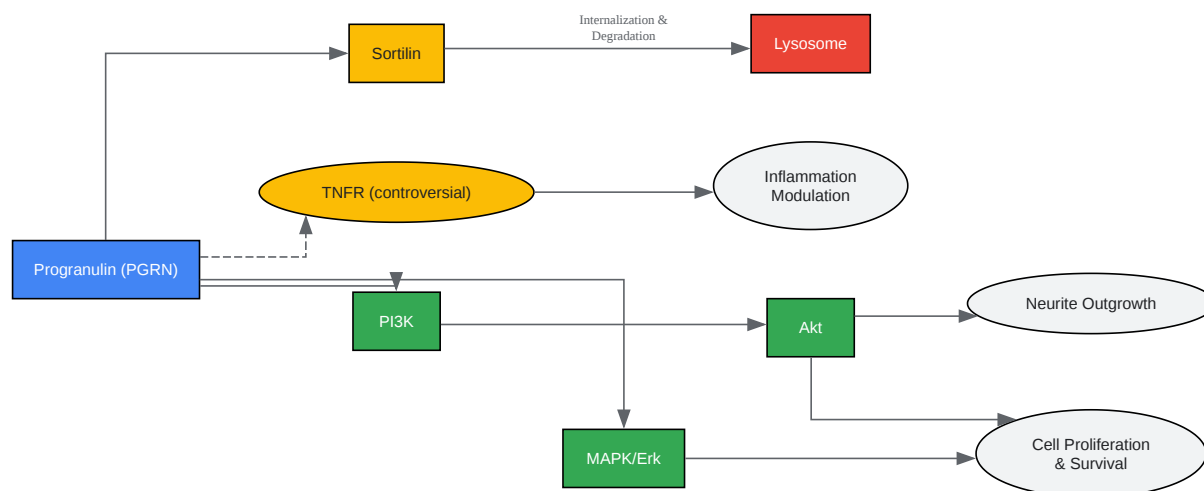 Internalization &
Degradation
Sortilin
Lysosome
TNFR (controversial)
Inflammation
Modulation
Progranulin (PGRN)
PI3K
Akt
Neurite Outgrowth
MAPK/Erk
Cell Proliferation
& Survival